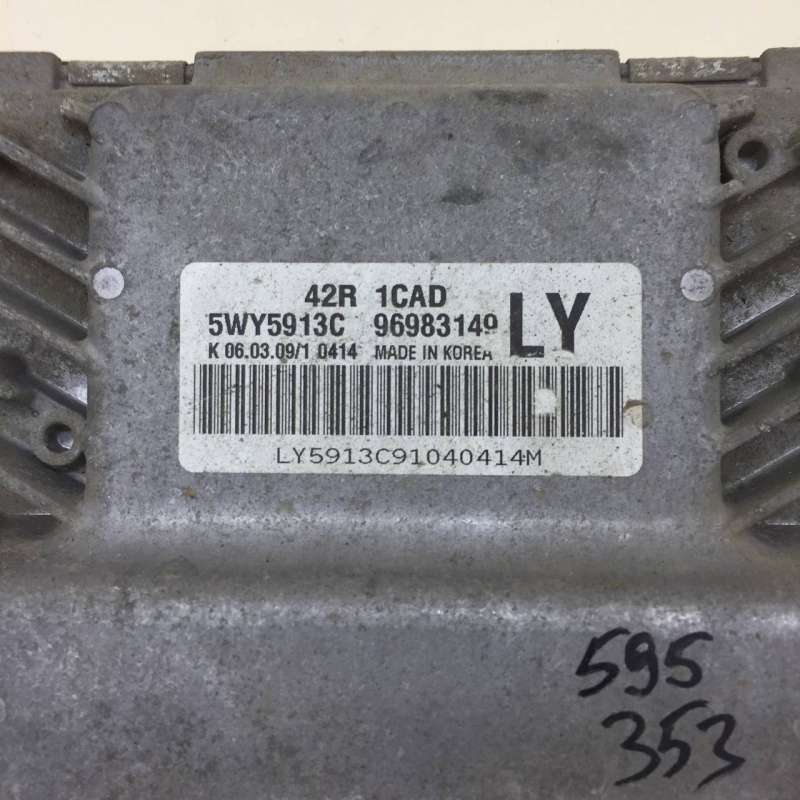 42R 1CAD
5WY5913C 96983149 LY
K 06.03.09/1 0414 MADE IN KOREA
LY5913C91040414M
595
353